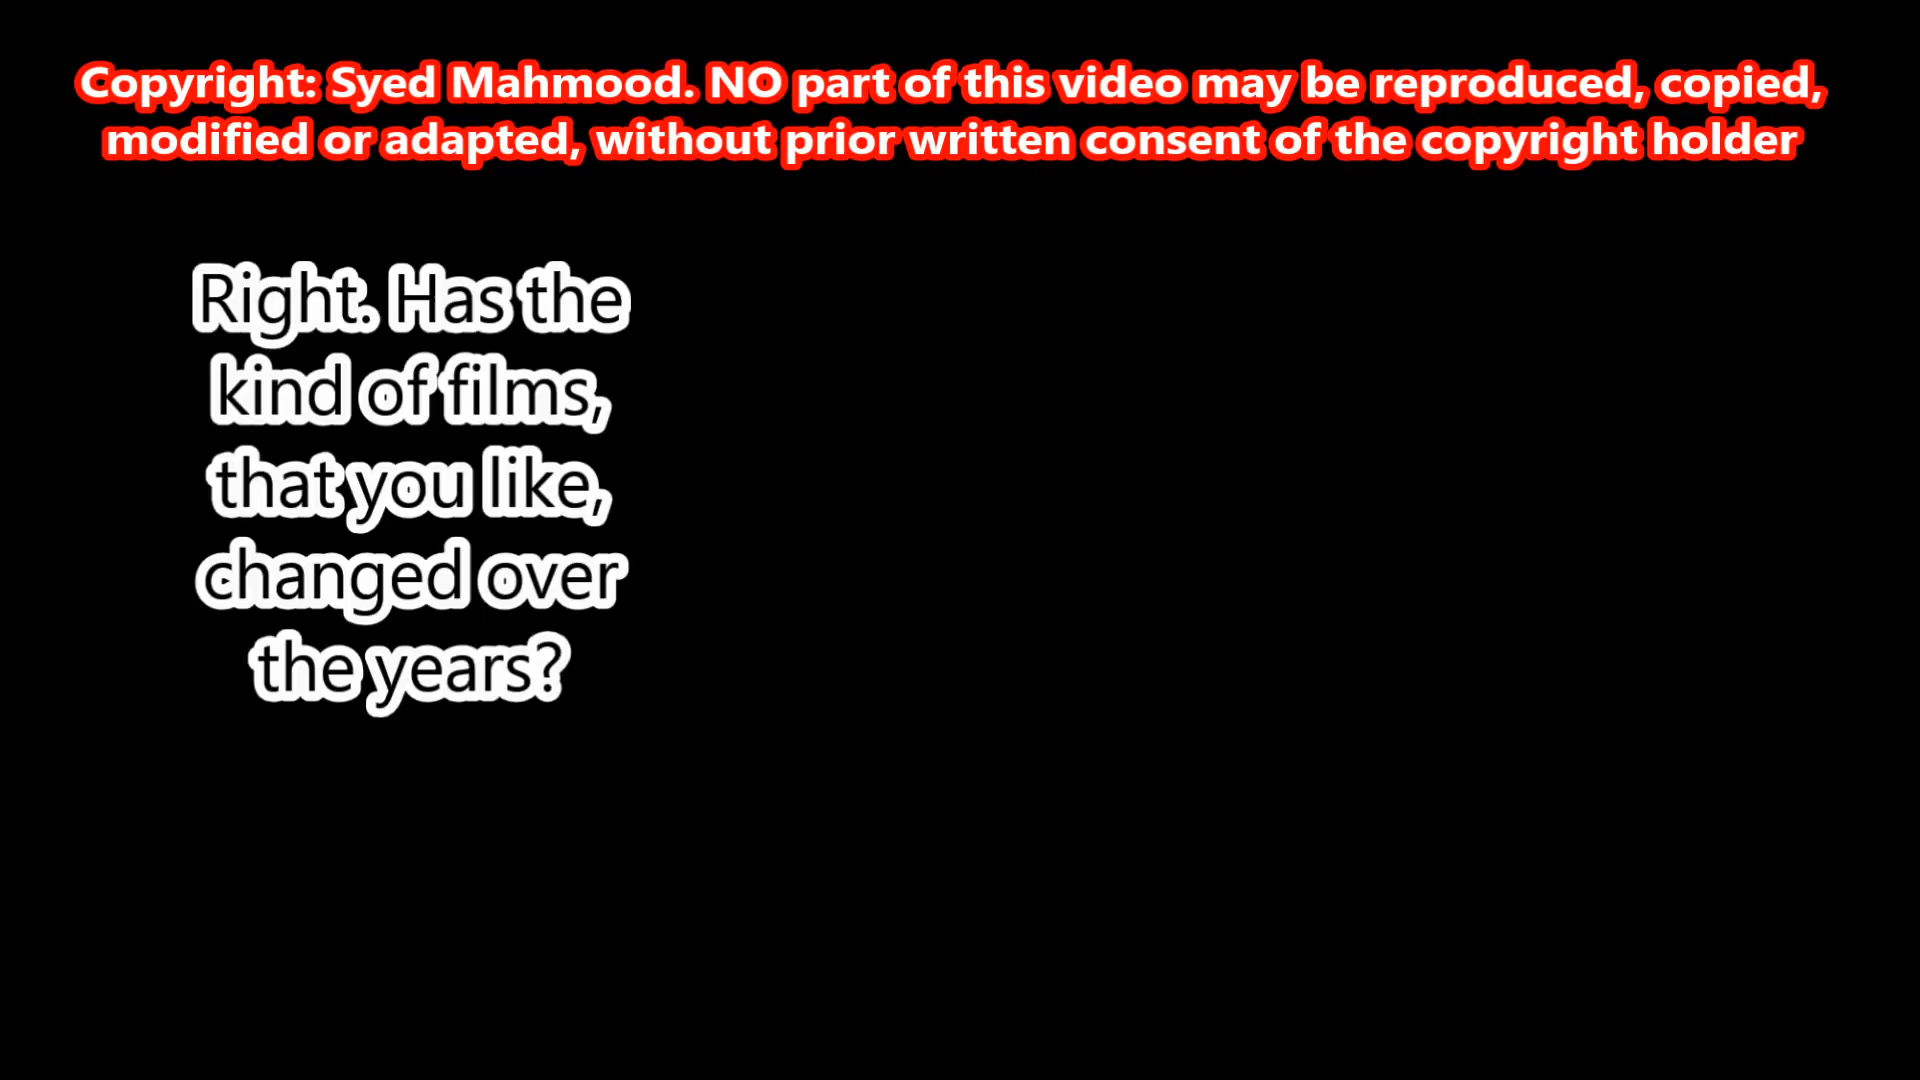 Copyright: Syed Mahmood. NO part of this video may be reproduced, copied,
modified or adapted, without prior written consent of the copyright holder
Right. Has the
kind of films,
that you like,
changed over
the years?